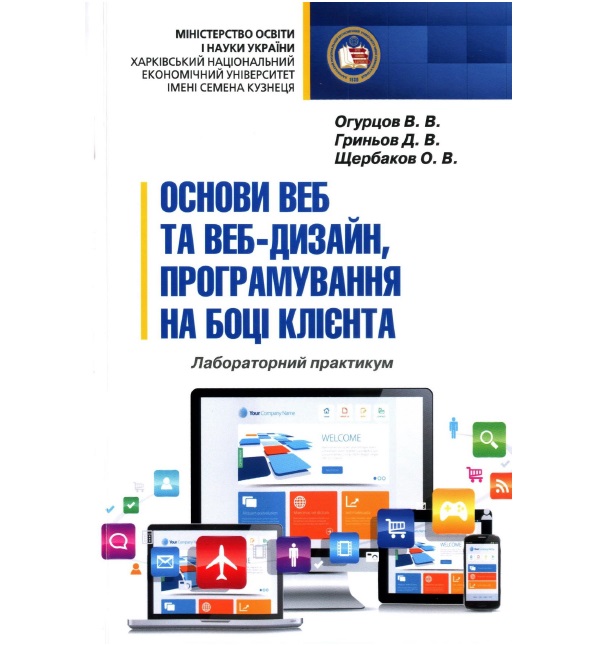 МІНІСТЕРСТВО ОСВІТИ
І НАУКИ УКРАЇНИ
ХАРКІВСЬКИЙ НАЦІОНАЛЬНИЙ
ЕКОНОМІЧНИЙ УНІВЕРСИТЕТ
ІМЕНІ СЕМЕНА КУЗНЕЦЯ
Огурцов В. В.
Гриньов Д. В.
Щербаков О. В.
ОСНОВИ ВЕБ
ТА ВЕБ-ДИЗАЙН,
ПРОГРАМУВАННЯ
НА БОЦІ КЛІЄНТА
Лабораторний практикум
Your Company Name
WELCOME